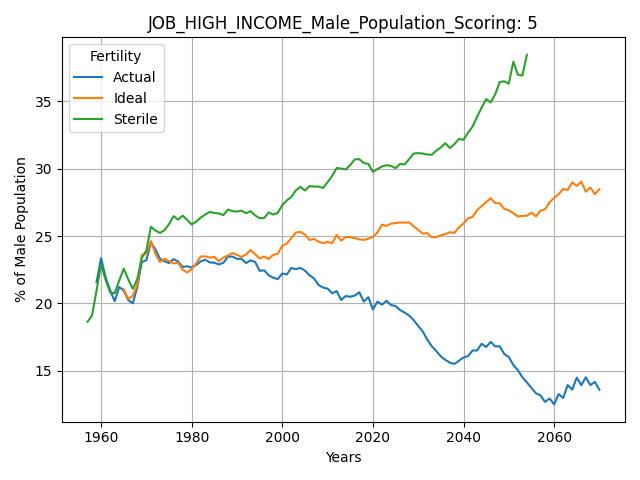 JOB_HIGH_INCOME_Male_Population_Scoring: 5
Fertility
Actual
Ideal
Sterile
% of Male Population
35
30
25
20
15
1960
1980
2000
2020
2040
2060
Years